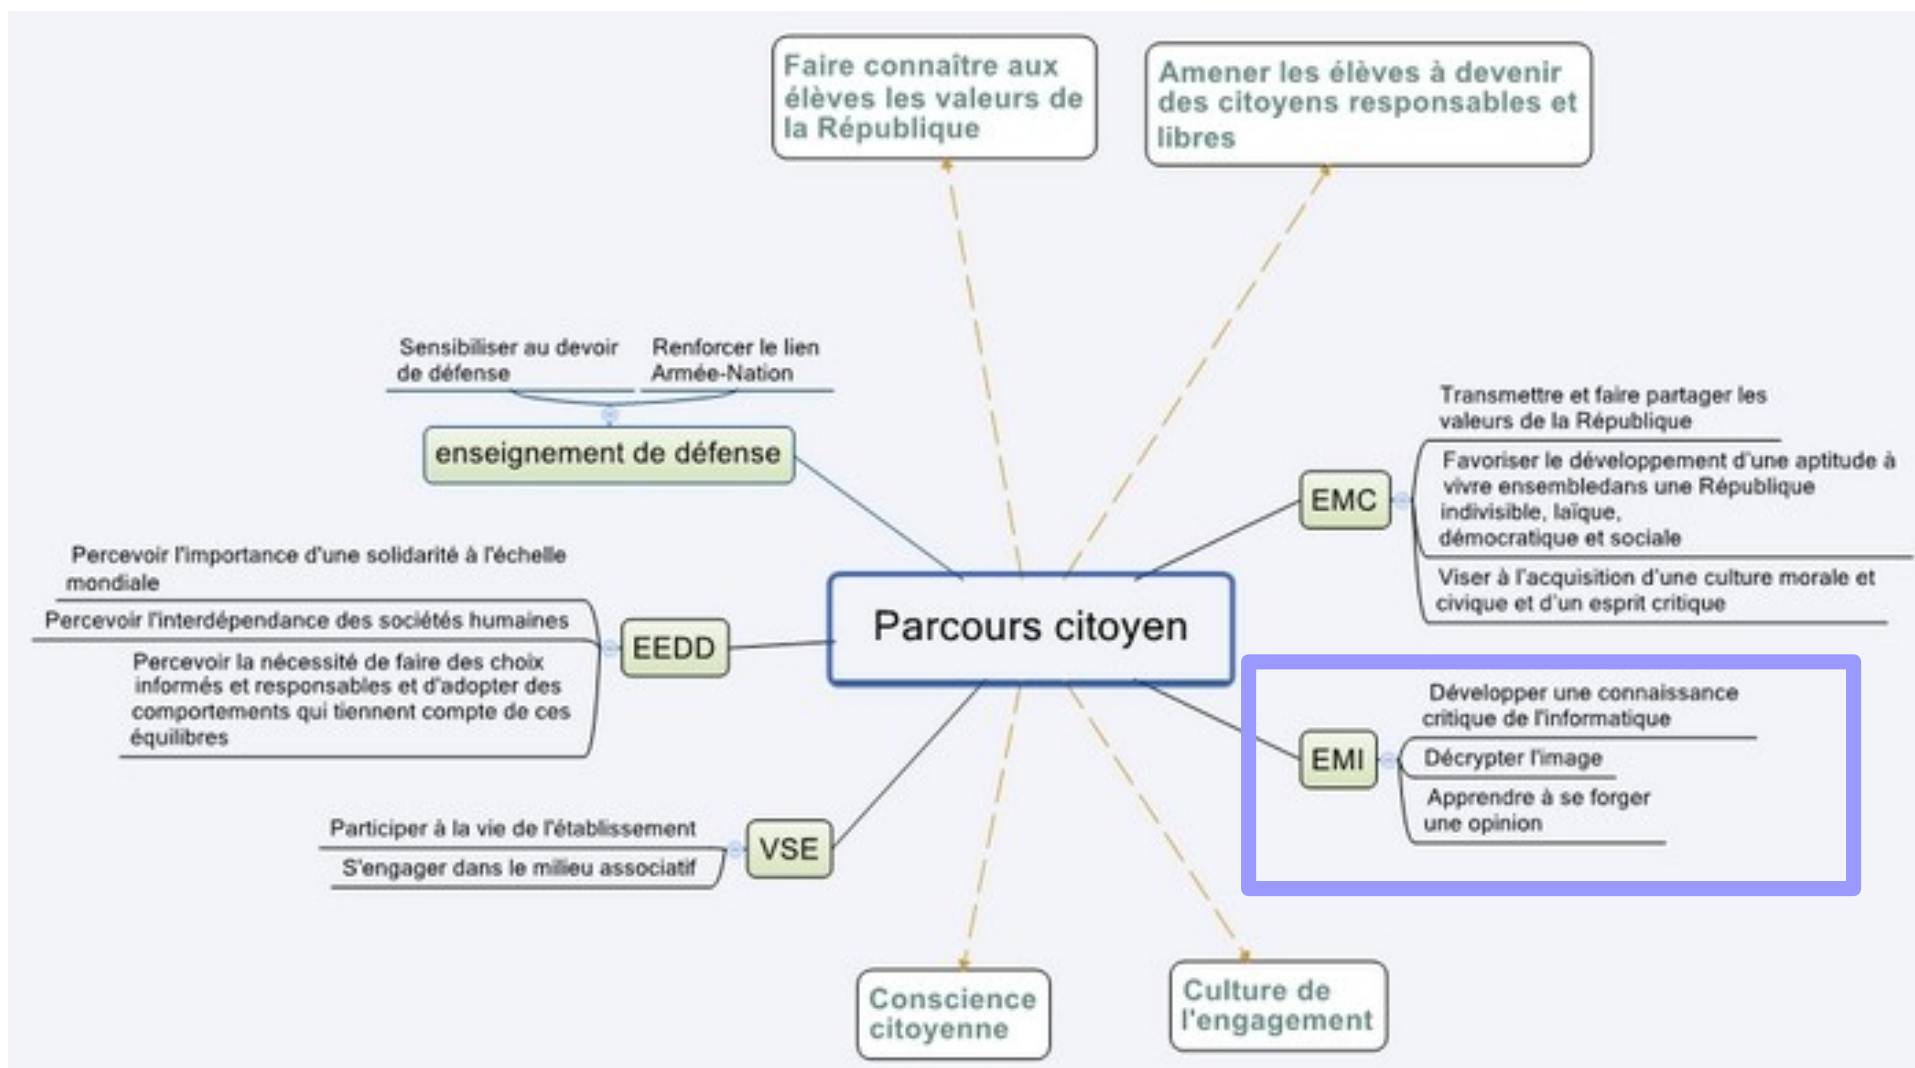 Faire connaître aux
élèves les valeurs de
la République
Amener les élèves à devenir
des citoyens responsables et
libres
Sensibiliser au devoir
de défense
Renforcer le lien
Armée-Nation
enseignement de défense
Transmettre et faire partager les
valeurs de la République
Favoriser le développement d'une aptitude à
vivre ensembledans une République
indivisible, laïque,
démocratique et sociale
Viser à l'acquisition d'une culture morale et
civique et d'un esprit critique
EMC
Percevoir l'importance d'une solidarité à l'échelle
mondiale
Percevoir l'interdépendance des sociétés humaines
Percevoir la nécessité de faire des choix
informés et responsables et d'adopter des
comportements qui tiennent compte de ces
équilibres
EEDD
Parcours citoyen
Développer une connaissance
critique de l'informatique
Décrypter l'image
Apprendre à se forger
une opinion
EMI
Participer à la vie de l'établissement
S'engager dans le milieu associatif
VSE
Conscience
citoyenne
Culture de
l'engagement